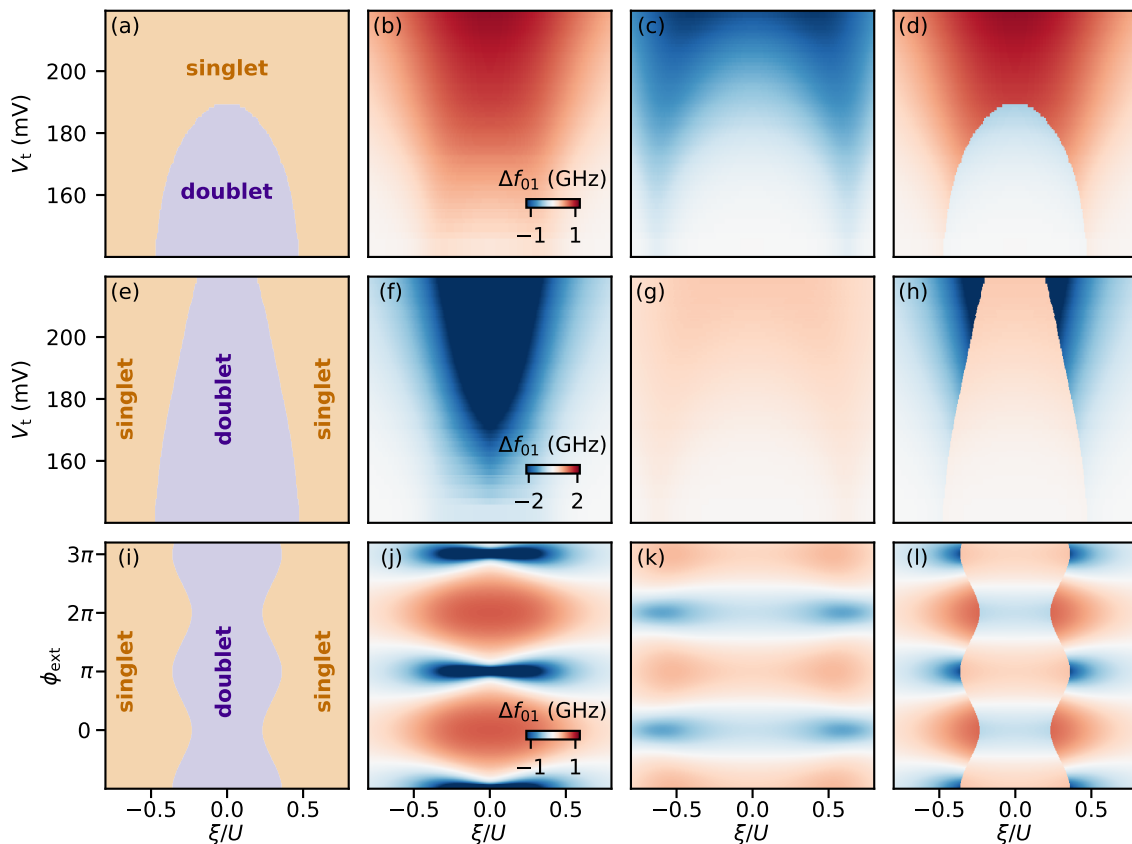 (a)
singlet
doublet
200
180
160
V_t (mV)
(b)
Δf_01 (GHz)
−1 1
(c)
(d)
(e)
singlet
doublet
singlet
200
180
160
V_t (mV)
(f)
Δf_01 (GHz)
−2 2
(g)
(h)
(i)
singlet
doublet
singlet
3π
2π
π
0
ϕ_ext
−0.5 0.0 0.5
ξ/U
(j)
Δf_01 (GHz)
−1 1
−0.5 0.0 0.5
ξ/U
(k)
−0.5 0.0 0.5
ξ/U
(l)
−0.5 0.0 0.5
ξ/U